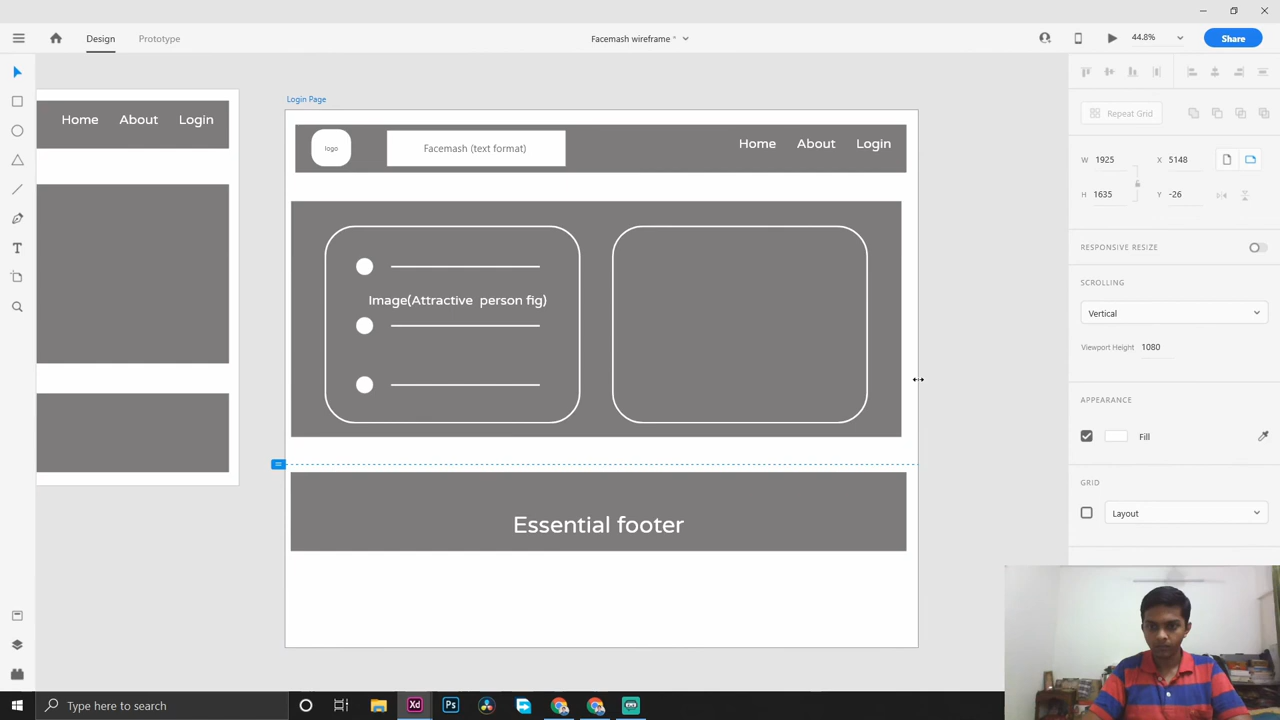 Design
Prototype
Facemash wireframe *
44.8%
Share
Login Page
Home
About
Login
logo
Facemash (text format)
Home
About
Login
Image(Attractive person fig)
Essential footer
Repeat Grid
W 1925
X 5148
H 1635
Y -26
RESPONSIVE RESIZE
SCROLLING
Vertical
Viewport Height 1080
APPEARANCE
Fill
GRID
Layout
Type here to search
Xd
Ps